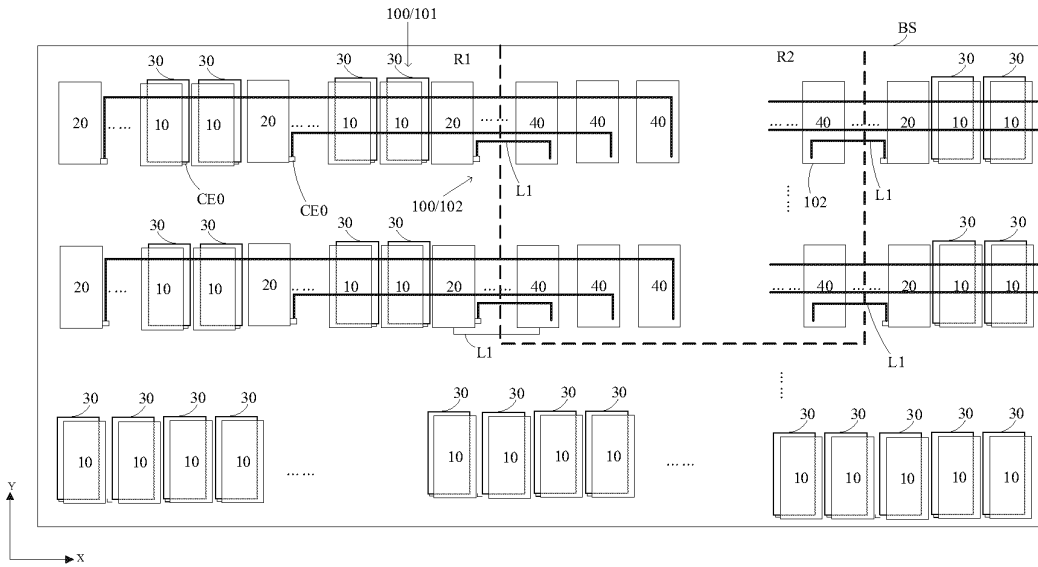 100/101
BS
R1
R2
30 30 30 30 30 30
20 …… 10 10 20 …… 10 10 20 …… 40 40 40 40 …… 20 10 10
CE0 CE0 L1 102 L1
100/102
……
30 30 30 30 30 30
20 …… 10 10 20 …… 10 10 20 …… 40 40 40 40 …… 20 10 10
L1 L1
……
30 30 30 30 30 30 30 30 30 30 30 30 30
10 10 10 10 …… 10 10 10 10 …… 10 10 10 10 10
Y
X